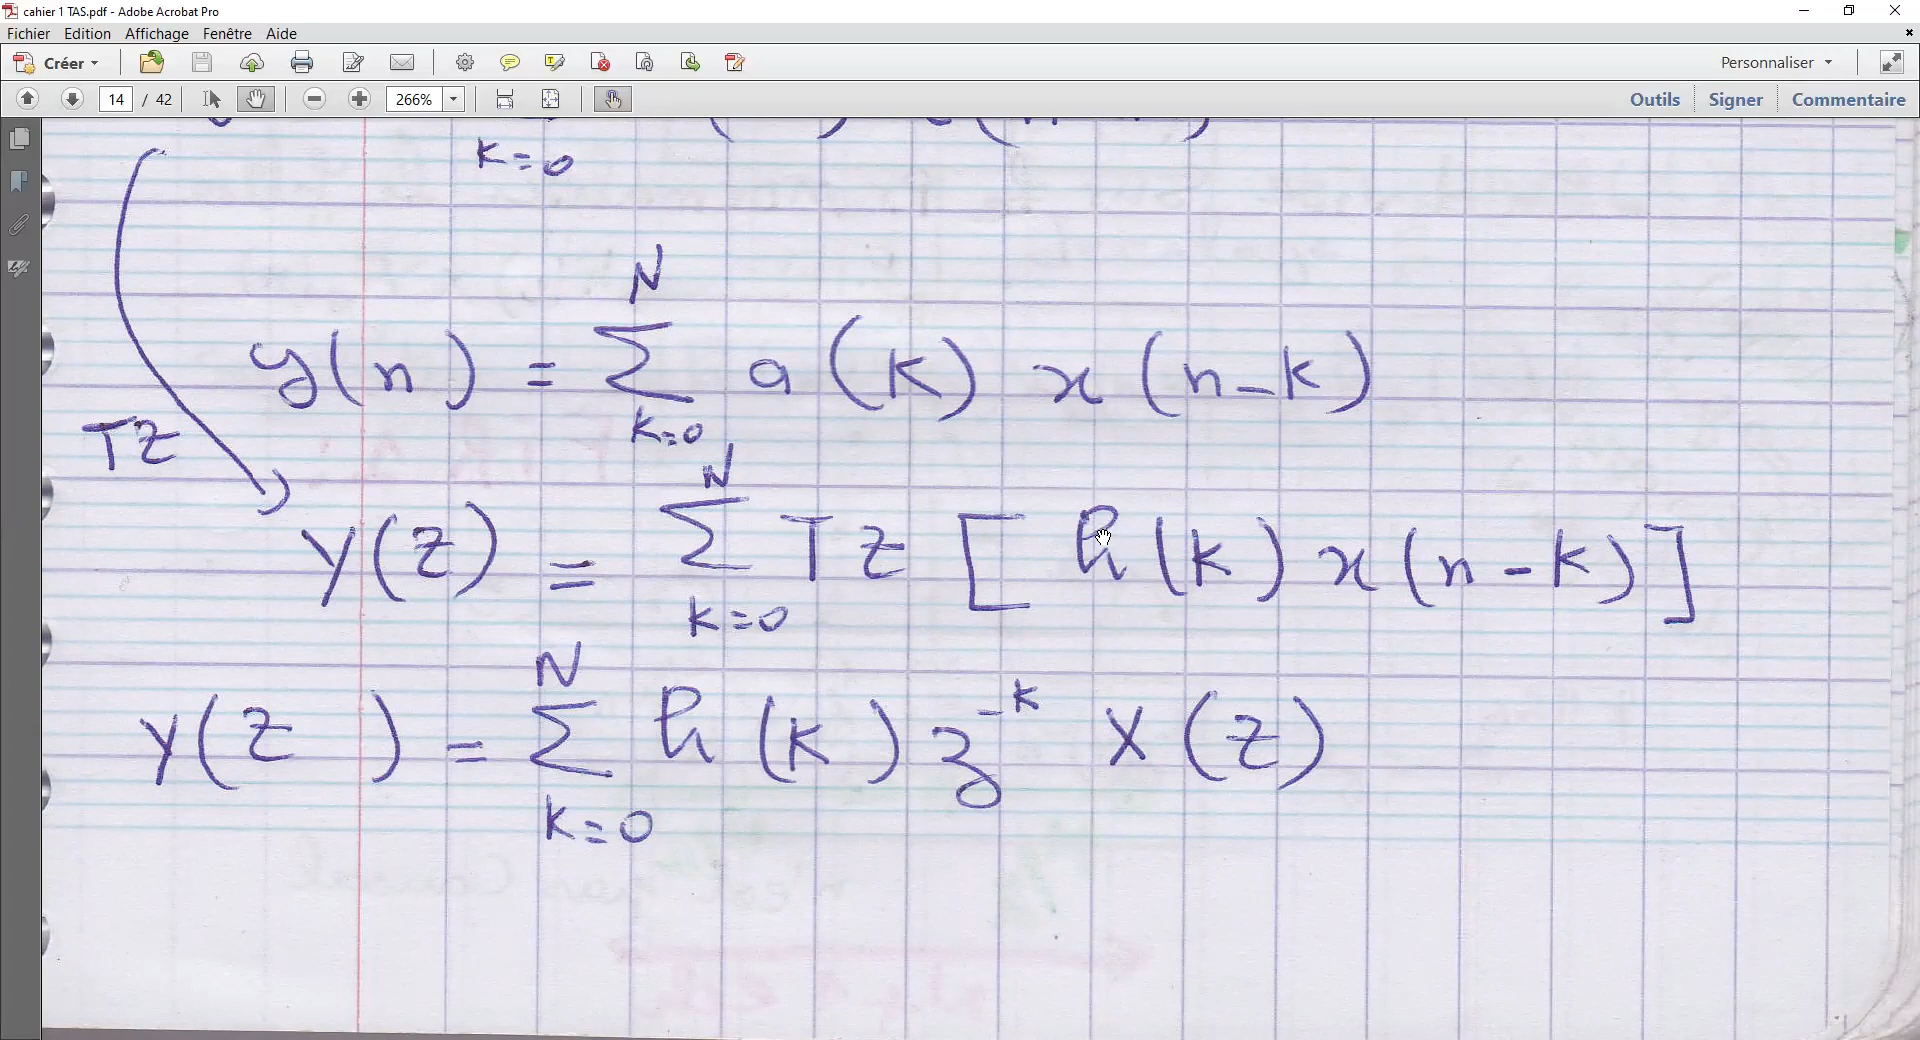 cahier 1 TAS.pdf - Adobe Acrobat Pro
Fichier Edition Affichage Fenêtre Aide
Créer Personnaliser
14 / 42 266% Outils Signer Commentaire
K=0
N
y(n) = ∑ a(k) x(n-k)
K=0
TZ
N
Y(Z) = ∑ TZ [h(k) x(n-k)]
K=0
N
Y(Z) = ∑ h(k) z^-k X(Z)
K=0